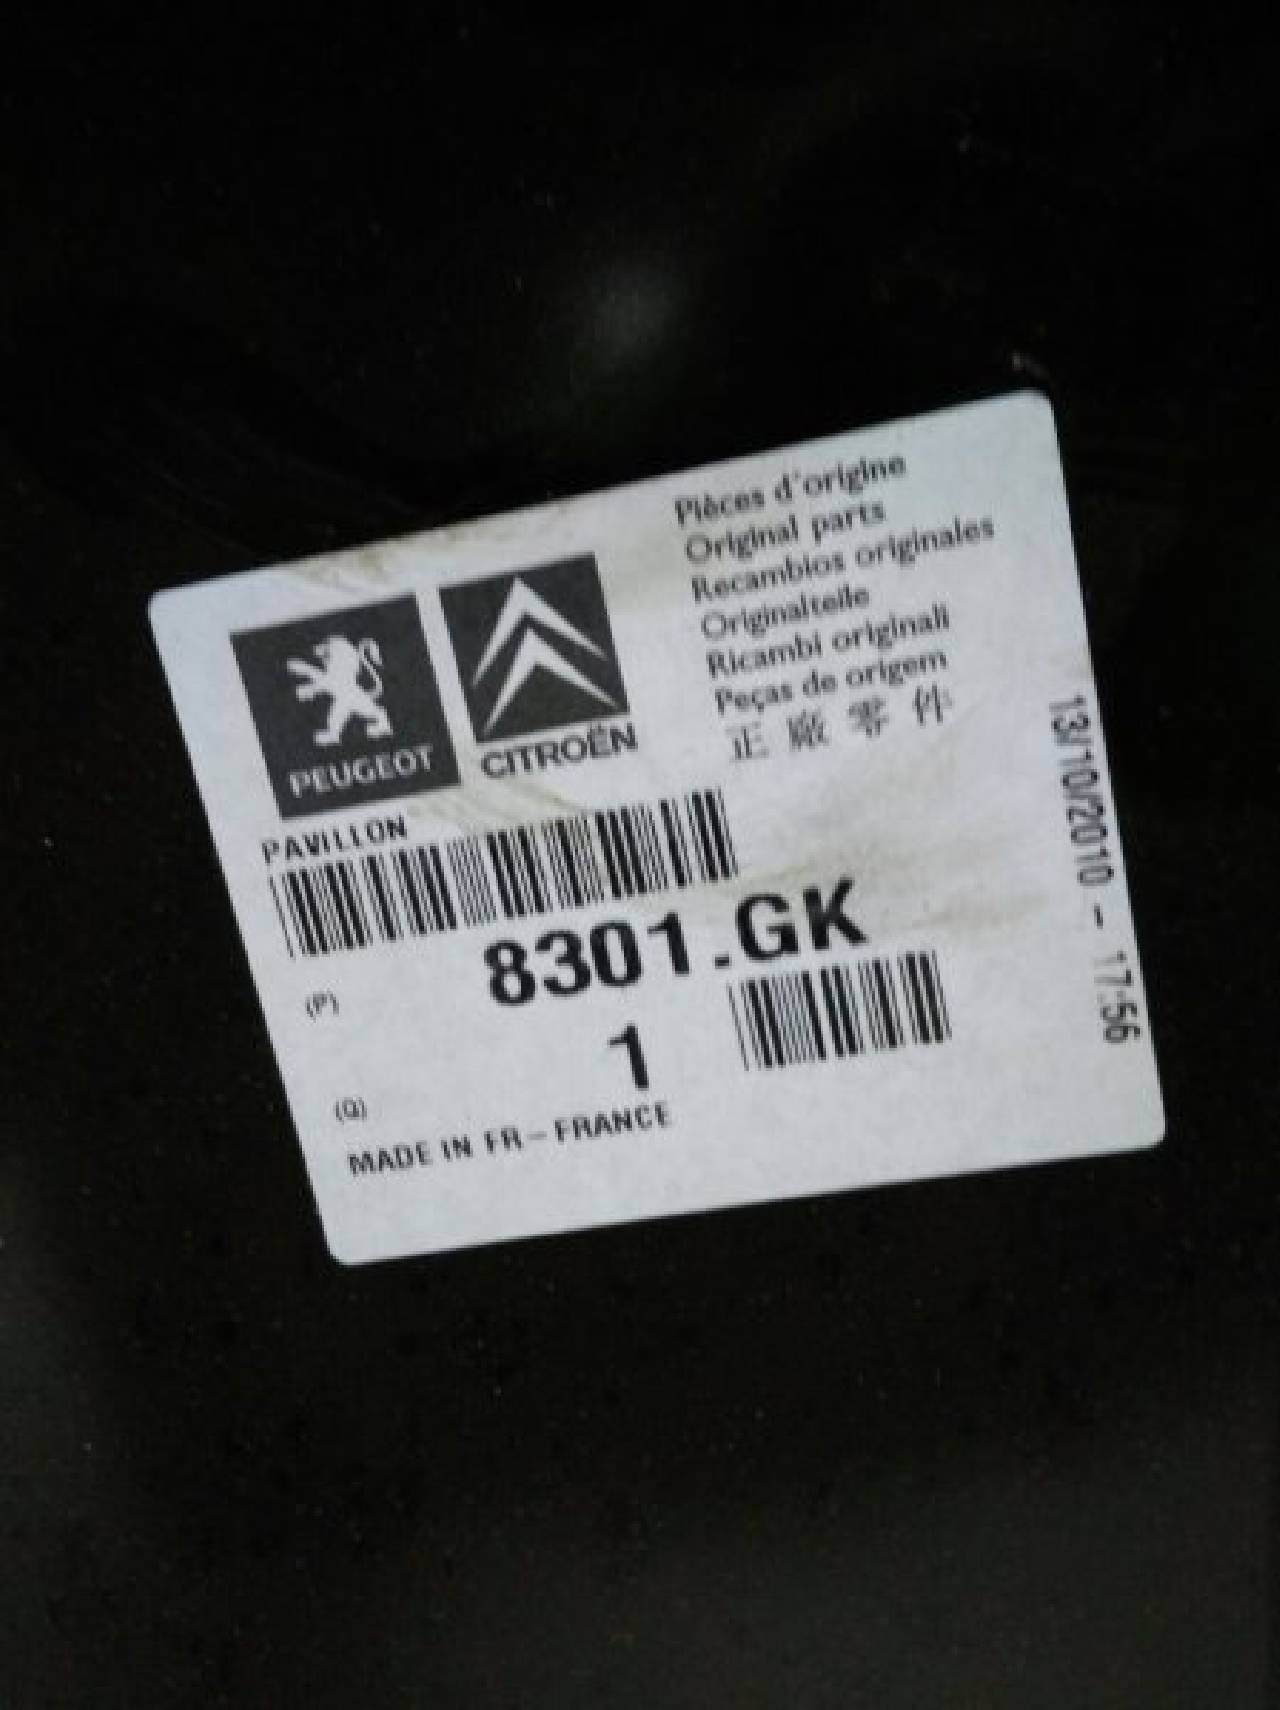 Pièces d'origine
Original parts
Recambios originales
Originalteile
Ricambi originali
Peças de origem
正廠零件
PEUGEOT
CITROËN
PAVILLON
8301.GK
(P)
1
(Q)
MADE IN FR - FRANCE
13/10/2010 - 17:56